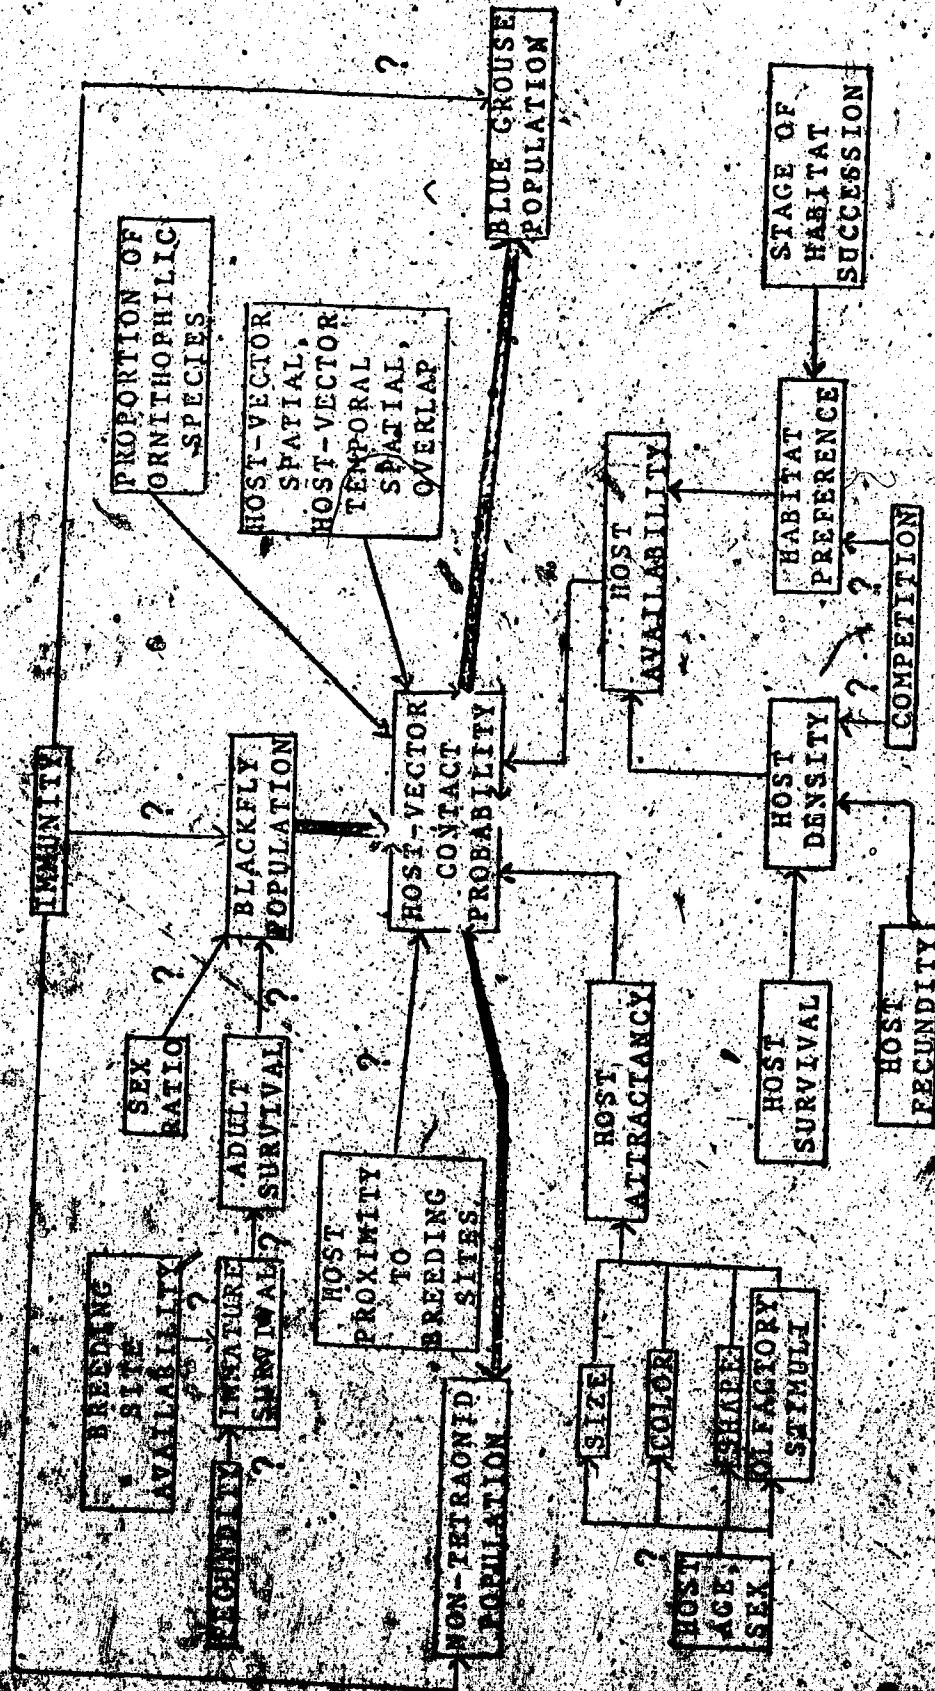 IMMUNITY
?
?
BREEDING
SITE
AVAILABILITY
?
SEX
RATIO
?
PROPORTION OF
ORNITHOPHILIC
SPECIES
FECUNDITY
?
IMMATURE
SURVIVAL
?
ADULT
SURVIVAL
?
BLACKFLY
POPULATION
HOST-VECTOR
SPATIAL,
HOST-VECTOR
TEMPORAL
SPATIAL,
OVERLAP
HOST
PROXIMITY
TO
BREEDING
SITES
?
NON-TETRAONID
POPULATION
HOST-VECTOR
CONTACT
PROBABILITY
BLUE GROUSE
POPULATION
SIZE
COLOR
SHAPE
OLFACTORY
STIMULI
HOST
ATTRACTANCY
HOST
AVAILABILITY
?
HOST
AGE,
SEX
HOST
SURVIVAL
HOST
DENSITY
HABITAT
PREFERENCE
STAGE OF
HABITAT
SUCCESSION
?
?
HOST
FECUNDITY
COMPETITION